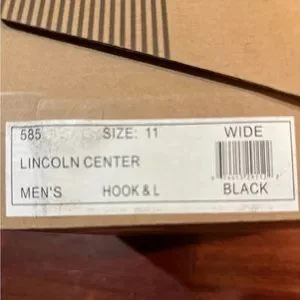 585 SIZE: 11 WIDE
LINCOLN CENTER
MEN'S HOOK & L BLACK